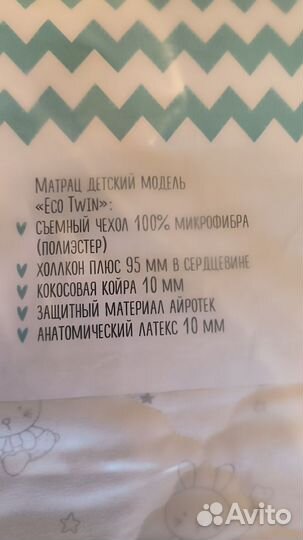 Матрац детский модель
«Eco Twin»:
съемный чехол 100% микрофибра
(полиэстер)
холлкон плюс 95 мм в сердцевине
кокосовая койра 10 мм
защитный материал айротек
анатомический латекс 10 мм
Avito